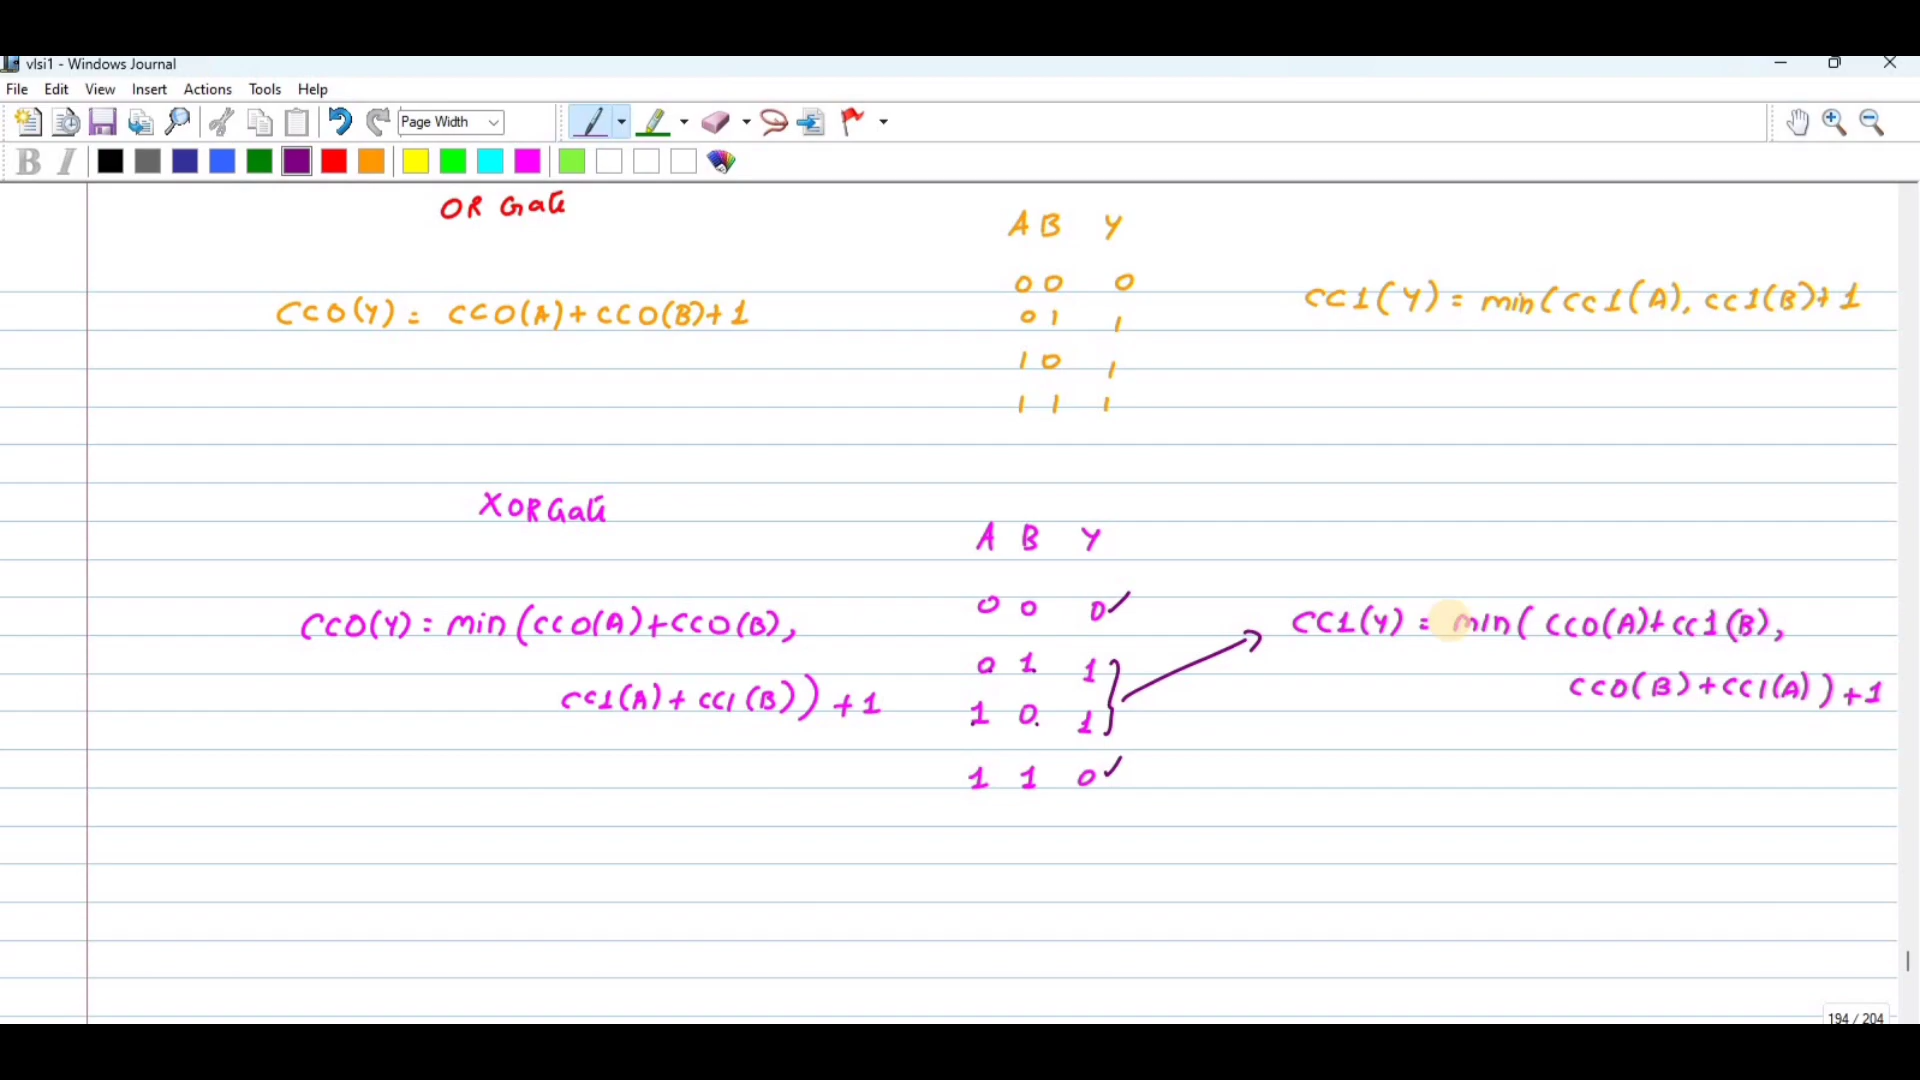 vlsi1 - Windows Journal
File Edit View Insert Actions Tools Help
Page Width
B I
OR Gate
A B Y
0 0 0
0 1 1
1 0 1
1 1 1
CC0(Y) = CC0(A)+CC0(B)+1
CC1(Y) = min(CC1(A), CC1(B)+1
XOR Gate
A B Y
0 0 0✓
0 1 1
1 0 1
1 1 0✓
CC0(Y) = min(CC0(A)+CC0(B),
CC1(A)+CC1(B))+1
CC1(Y) = min(CC0(A)+CC1(B),
CC0(B)+CC1(A))+1
194 / 204